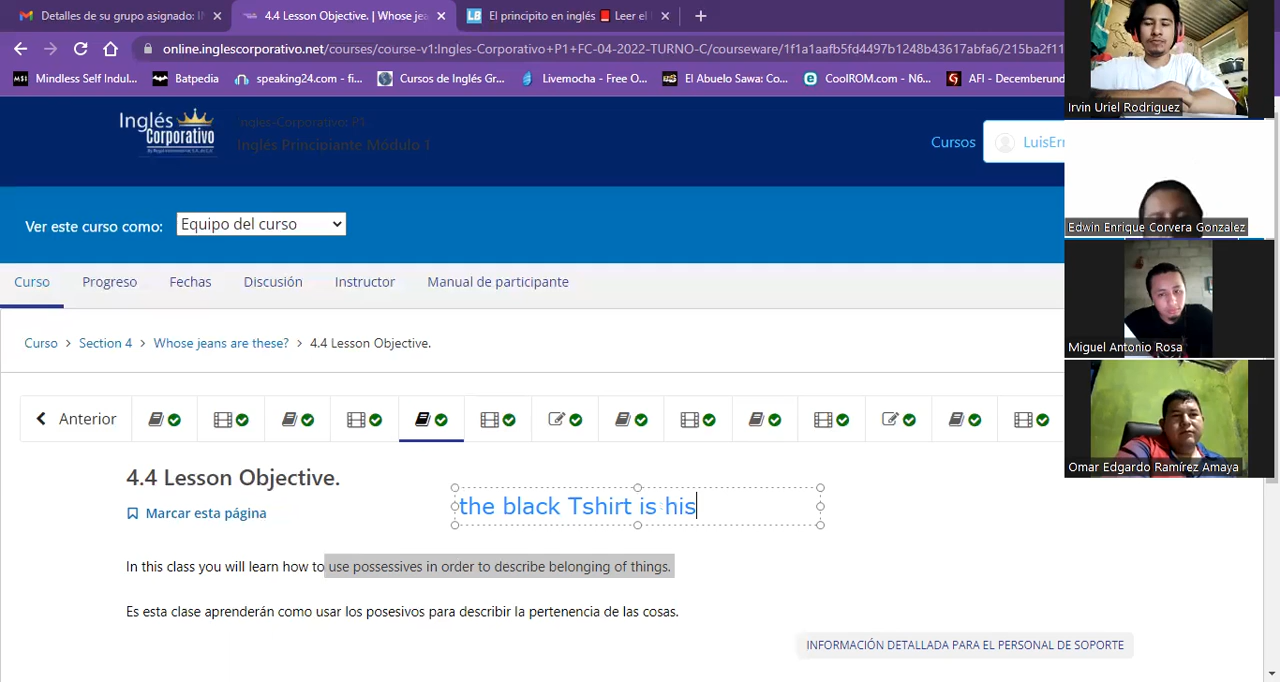 Detalles de su grupo asignado: I
4.4 Lesson Objective. | Whose jea
El principito en inglés 📕 Leer el
online.inglescorporativo.net/courses/course-v1:Ingles-Corporativo+P1+FC-04-2022-TURNO-C/courseware/1f1a1aafb5fd4497b1248b43617abfa6/215ba2f11
Mindless Self Indul...
Batpedia
speaking24.com - fi...
Cursos de Inglés Gr...
Livemocha - Free O...
El Abuelo Sawa: Co...
CoolROM.com - N6...
AFI - Decemberund
Inglés
Corporativo
Ingles-Corporativo: P1
Inglés Principiante Módulo 1
Cursos
LuisErn
Ver este curso como:
Equipo del curso
Curso
Progreso
Fechas
Discusión
Instructor
Manual de participante
Curso > Section 4 > Whose jeans are these? > 4.4 Lesson Objective.
Anterior
4.4 Lesson Objective.
the black Tshirt is his
Marcar esta página
In this class you will learn how to use possessives in order to describe belonging of things.
Es esta clase aprenderán como usar los posesivos para describir la pertenencia de las cosas.
INFORMACIÓN DETALLADA PARA EL PERSONAL DE SOPORTE
Irvin Uriel Rodriguez
Edwin Enrique Corvera Gonzalez
Miguel Antonio Rosa
Omar Edgardo Ramírez Amaya